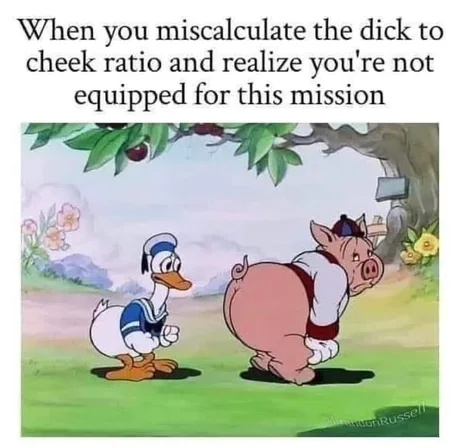 When you miscalculate the dick to
cheek ratio and realize you're not
equipped for this mission